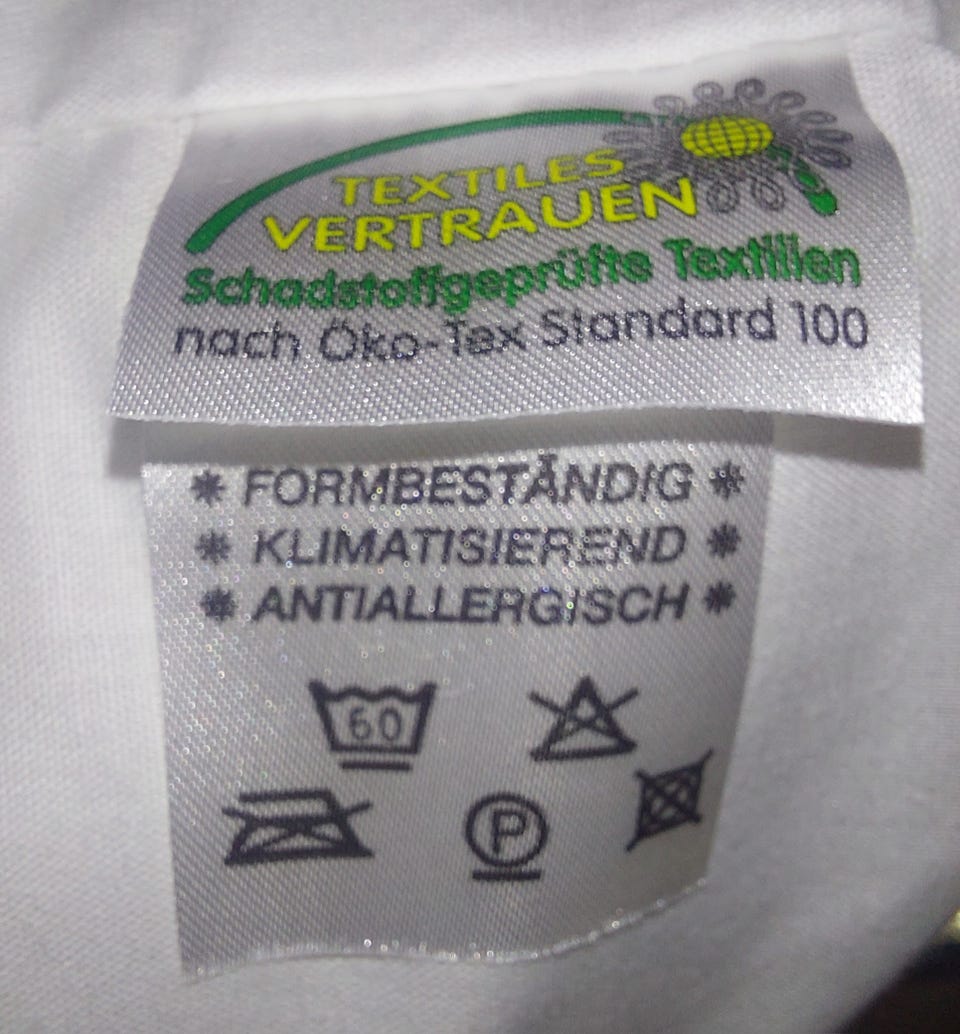 TEXTILES
VERTRAUEN
Schadstoffgeprüfte Textilien
nach Öko-Tex Standard 100
* FORMBESTÄNDIG *
* KLIMATISIEREND *
* ANTIALLERGISCH *
60
P